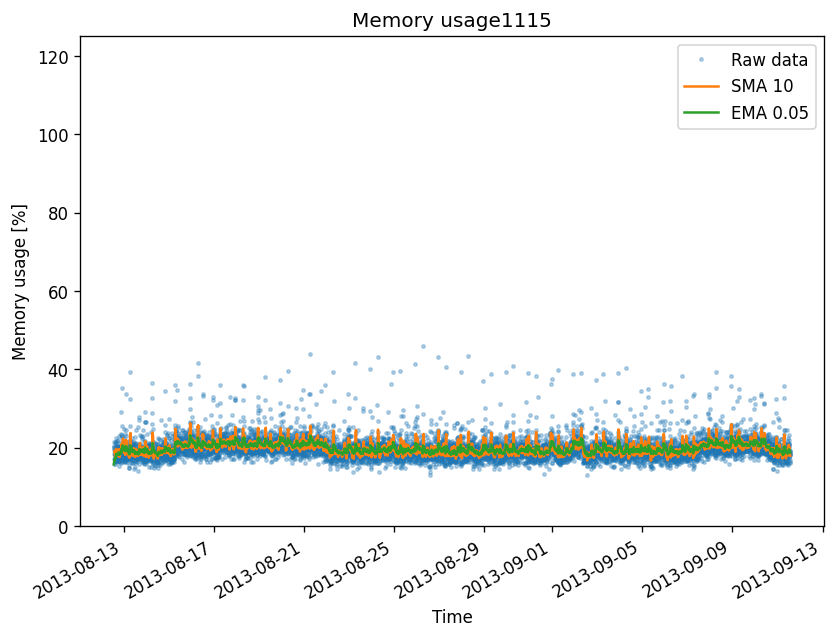 Memory usage1115
Memory usage [%]
120
100
80
60
40
20
0
Raw data
SMA 10
EMA 0.05
2013-08-13
2013-08-17
2013-08-21
2013-08-25
2013-08-29
2013-09-01
2013-09-05
2013-09-09
2013-09-13
Time